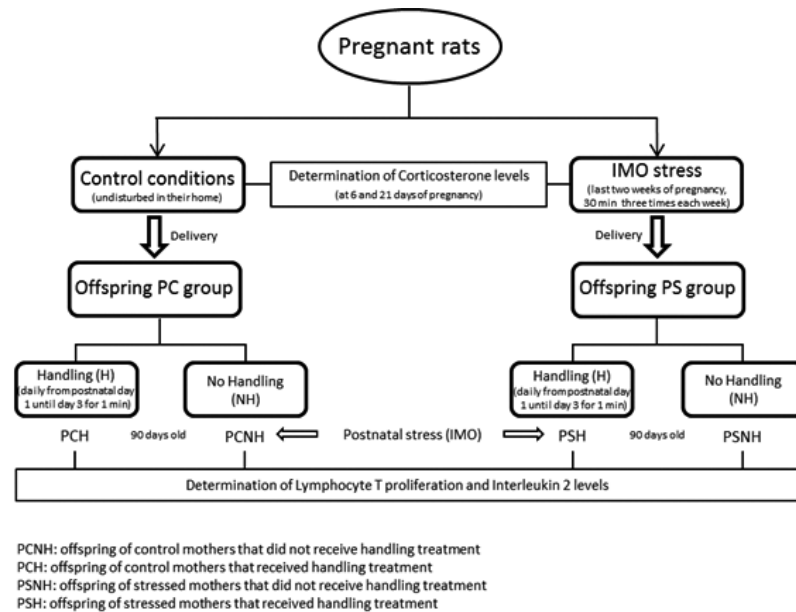 Pregnant rats
Control conditions
(undisturbed in their home)
Determination of Corticosterone levels
(at 6 and 21 days of pregnancy)
IMO stress
(last two weeks of pregnancy,
30 min three times each week)
Delivery
Delivery
Offspring PC group
Offspring PS group
Handling (H)
(daily from postnatal day
1 until day 3 for 1 min)
No Handling
(NH)
Handling (H)
(daily from postnatal day
1 until day 3 for 1 min)
No Handling
(NH)
PCH 90 days old PCNH Postnatal stress (IMO) PSH 90 days old PSNH
Determination of Lymphocyte T proliferation and Interleukin 2 levels
PCNH: offspring of control mothers that did not receive handling treatment
PCH: offspring of control mothers that received handling treatment
PSNH: offspring of stressed mothers that did not receive handling treatment
PSH: offspring of stressed mothers that received handling treatment